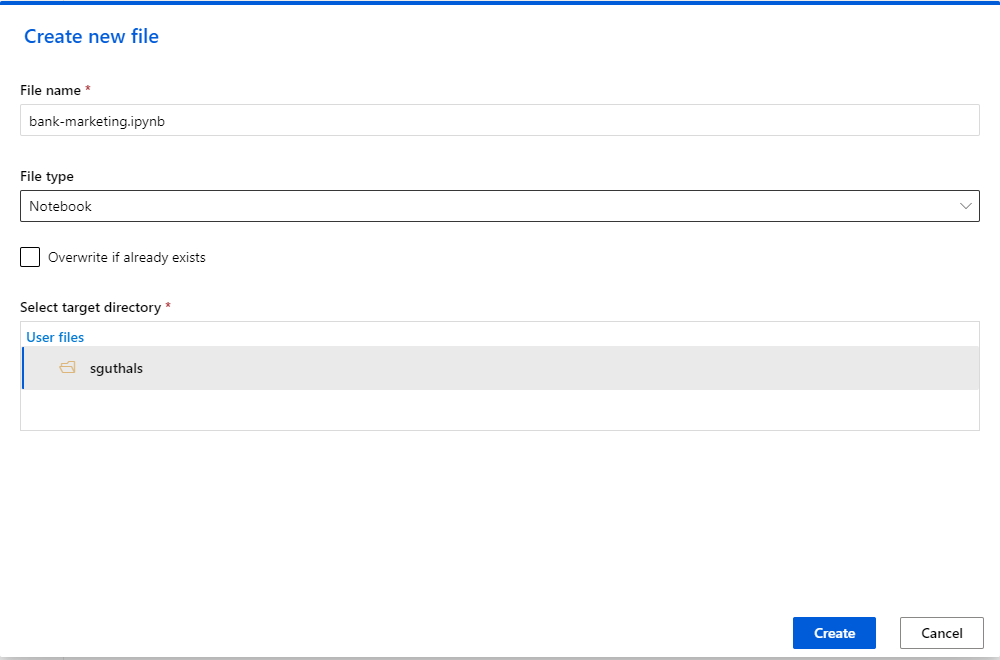 Create new file
File name *
bank-marketing.ipynb
File type
Notebook
Overwrite if already exists
Select target directory *
User files
sguthals
Create
Cancel